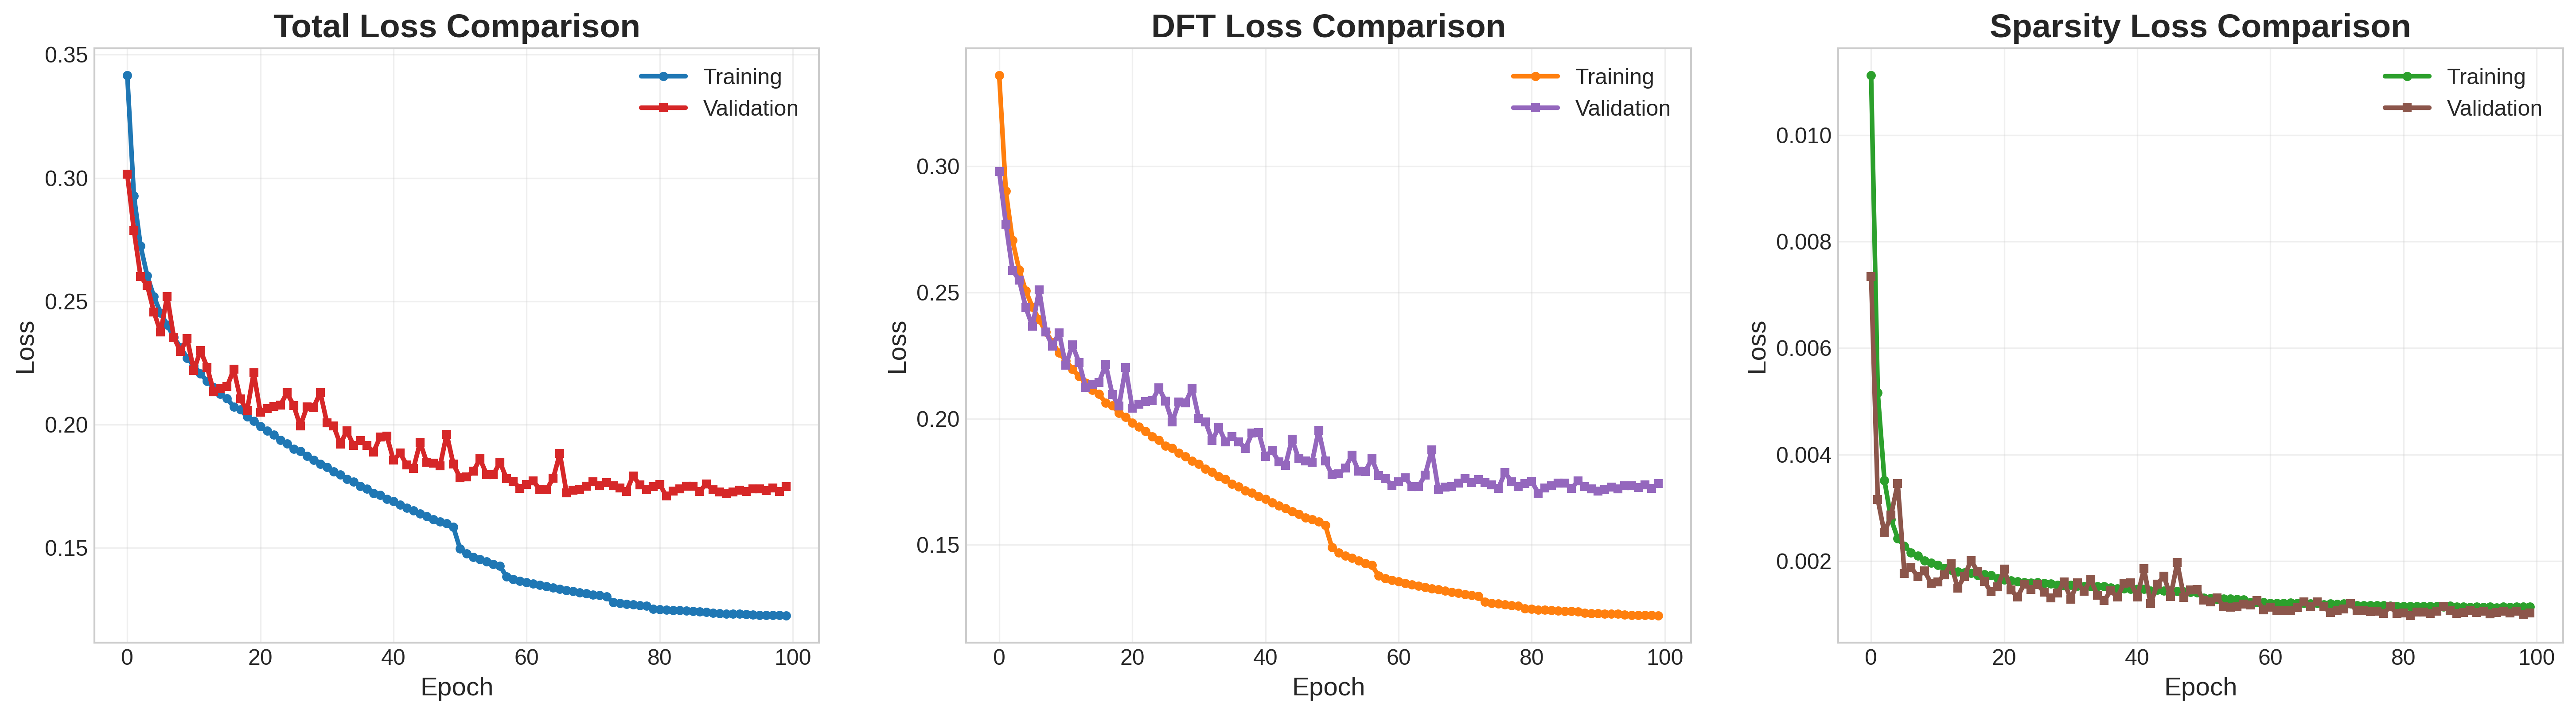 Total Loss Comparison
0.35
0.30
0.25
0.20
0.15
Loss
0 20 40 60 80 100
Epoch
Training
Validation
DFT Loss Comparison
0.30
0.25
0.20
0.15
Loss
0 20 40 60 80 100
Epoch
Training
Validation
Sparsity Loss Comparison
0.010
0.008
0.006
0.004
0.002
Loss
0 20 40 60 80 100
Epoch
Training
Validation